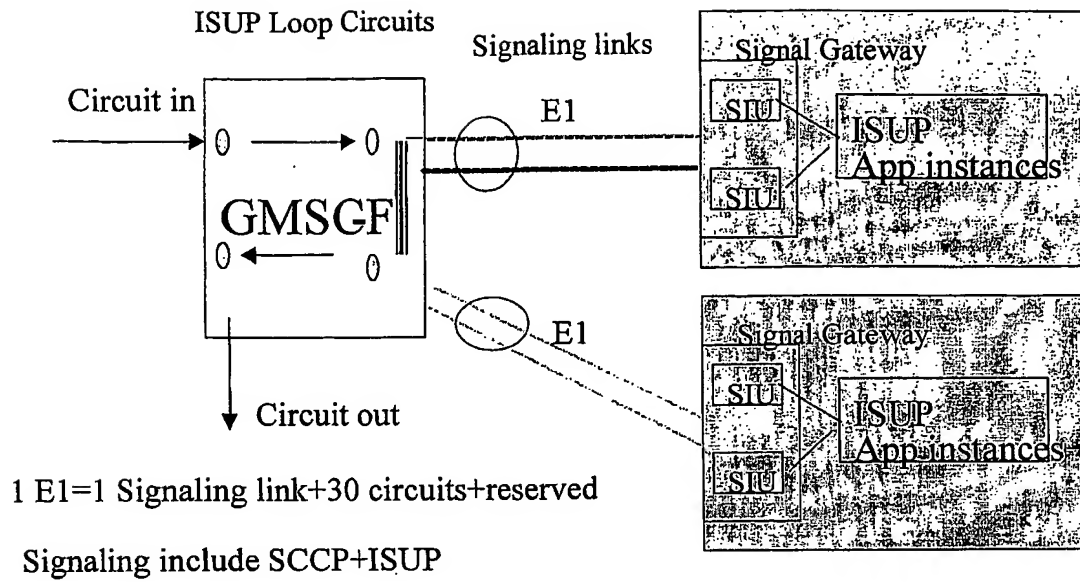 ISUP Loop Circuits
Signaling links
Signal Gateway
Circuit in
E1
SIU
ISUP
App instances
SIU
GMSGF
E1
Signal Gateway
SIU
ISUP
App instances
SIU
Circuit out
1 E1=1 Signaling link+30 circuits+reserved
Signaling include SCCP+ISUP